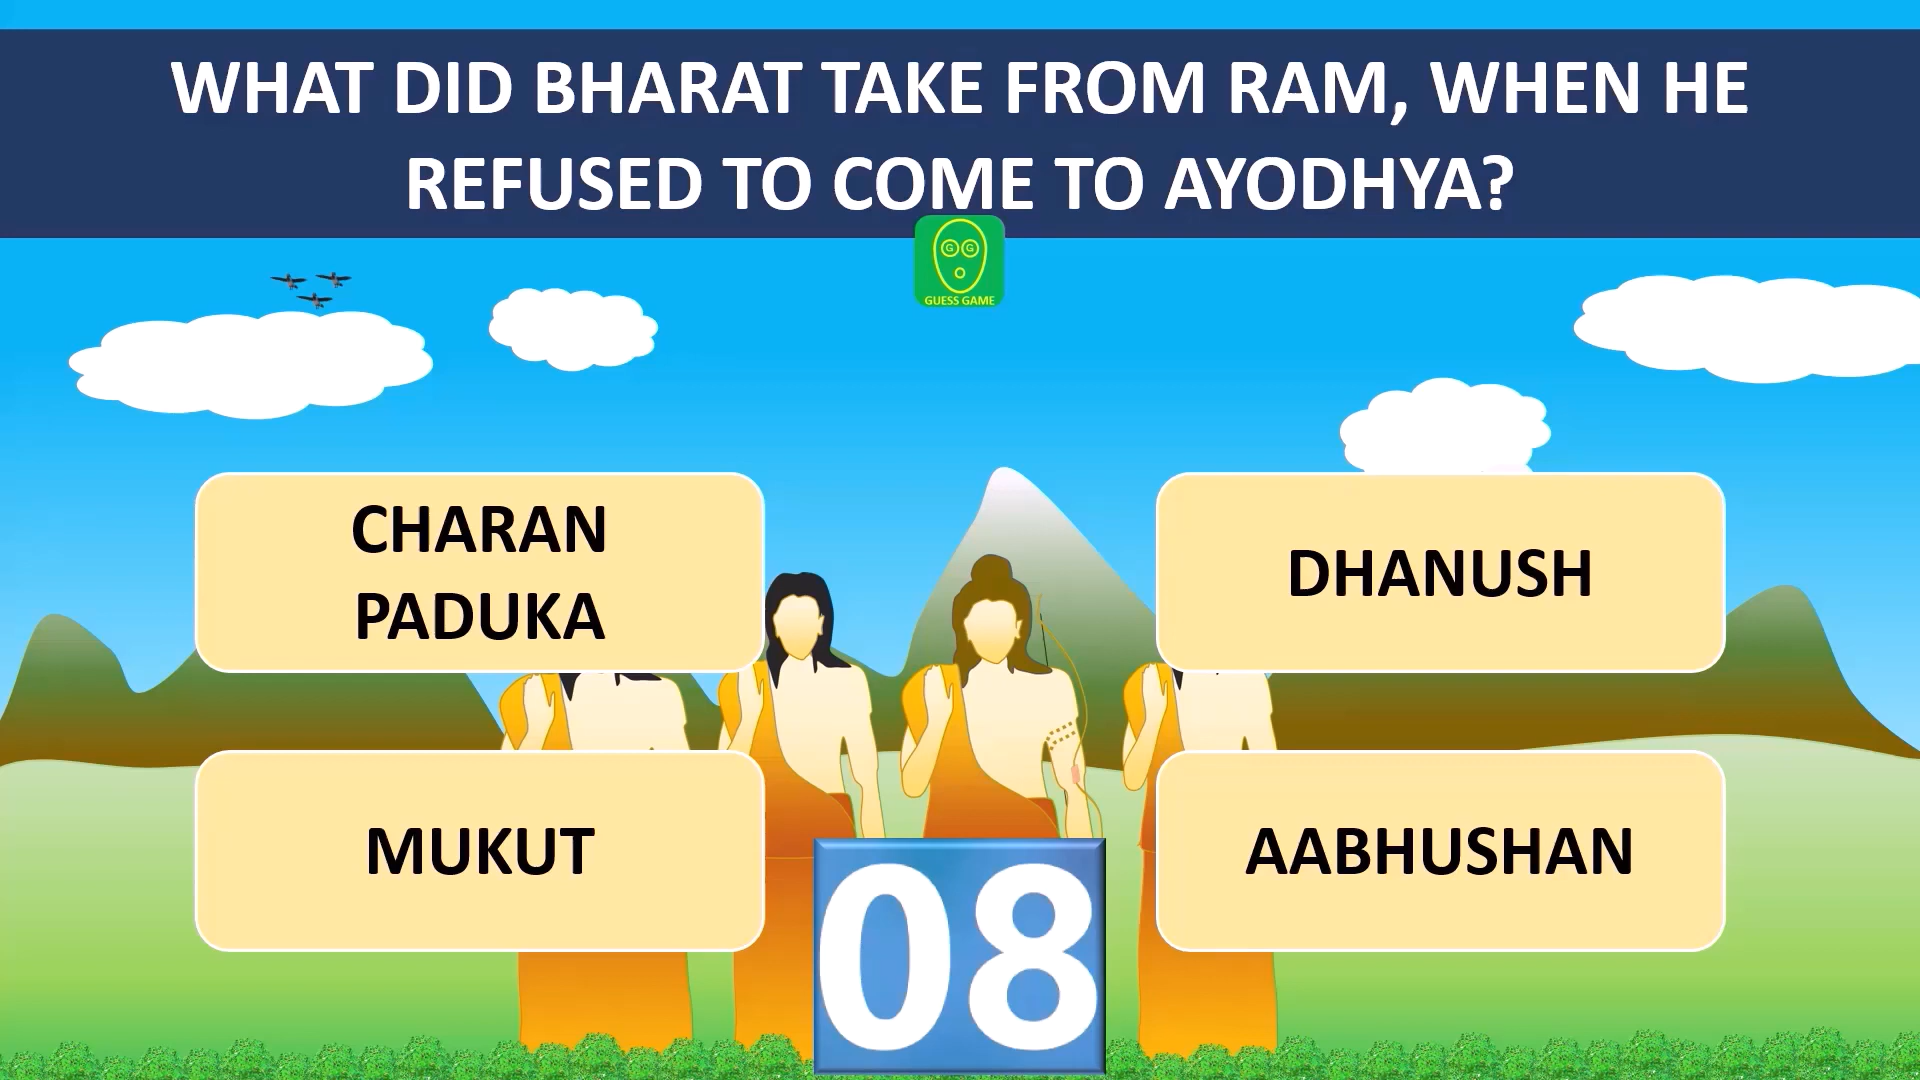 WHAT DID BHARAT TAKE FROM RAM, WHEN HE
REFUSED TO COME TO AYODHYA?
G G
GUESS GAME
CHARAN
PADUKA
DHANUSH
MUKUT
AABHUSHAN
08